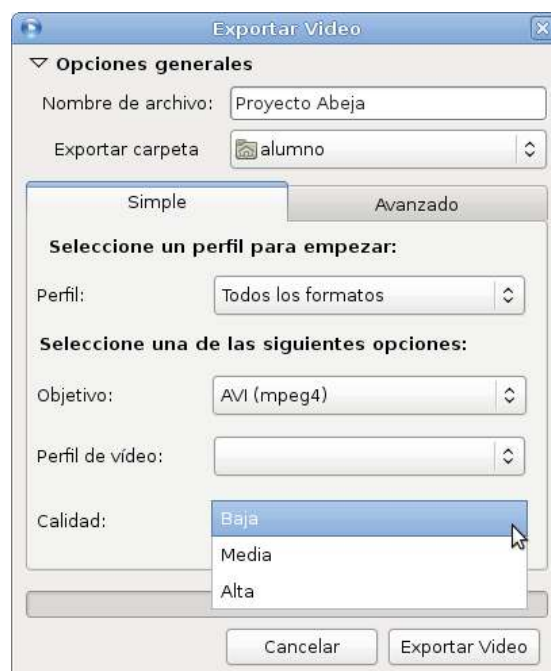 Exportar Video
Opciones generales
Nombre de archivo: Proyecto Abeja
Exportar carpeta alumno
Simple Avanzado
Seleccione un perfil para empezar:
Perfil: Todos los formatos
Seleccione una de las siguientes opciones:
Objetivo: AVI (mpeg4)
Perfil de vídeo:
Calidad: Baja
Media
Alta
Cancelar Exportar Video